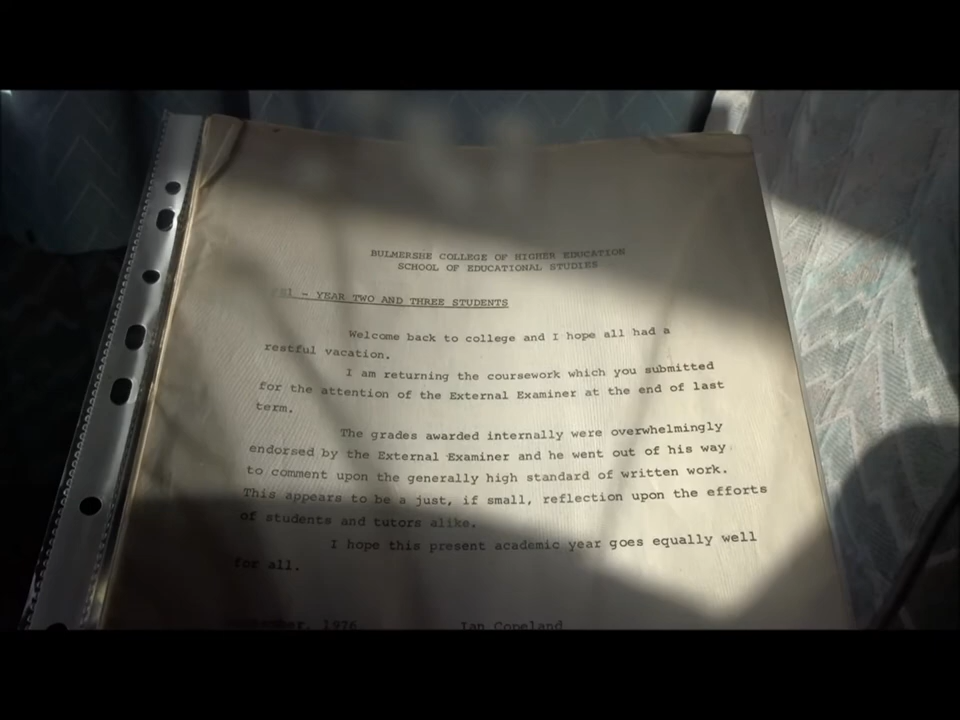 BULMERSHE COLLEGE OF HIGHER EDUCATION
SCHOOL OF EDUCATIONAL STUDIES
- YEAR TWO AND THREE STUDENTS
Welcome back to college and I hope all had a
restful vacation.
I am returning the coursework which you submitted
for the attention of the External Examiner at the end of last
term.
The grades awarded internally were overwhelmingly
endorsed by the External Examiner and he went out of his way
to comment upon the generally high standard of written work.
This appears to be a just, if small, reflection upon the efforts
of students and tutors alike.
I hope this present academic year goes equally well
for all.
1976 Ian Copeland